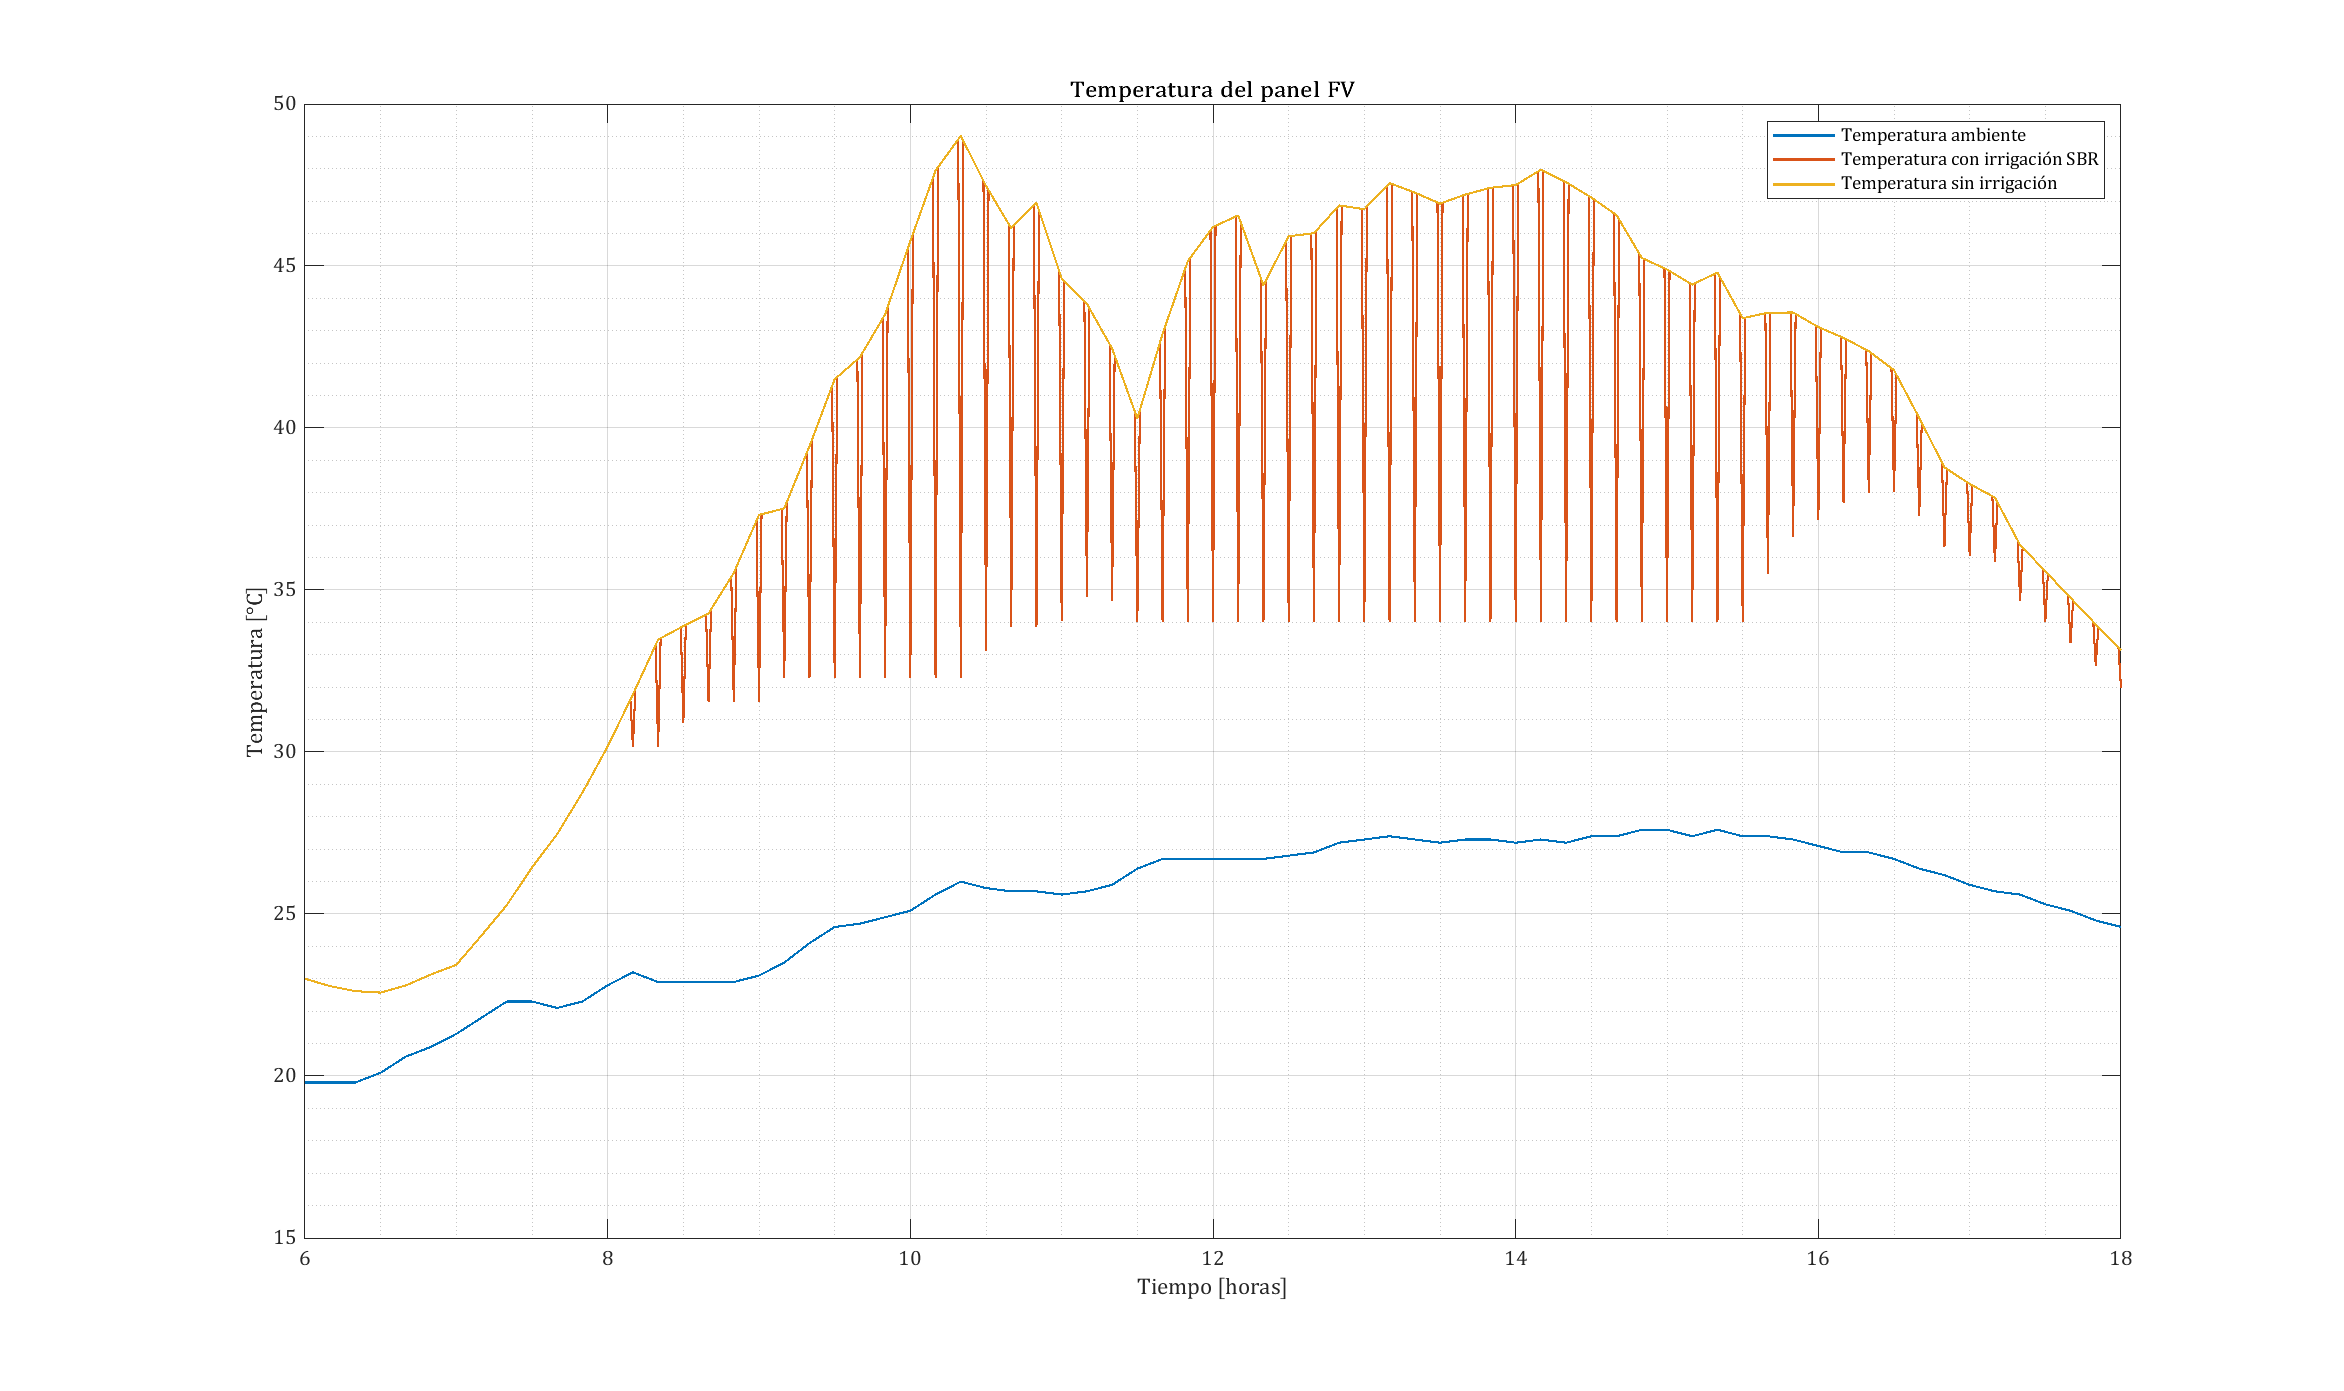 Temperatura del panel FV
Temperatura ambiente
Temperatura con irrigación SBR
Temperatura sin irrigación
50
45
40
35
30
25
20
15
Temperatura [°C]
6 8 10 12 14 16 18
Tiempo [horas]